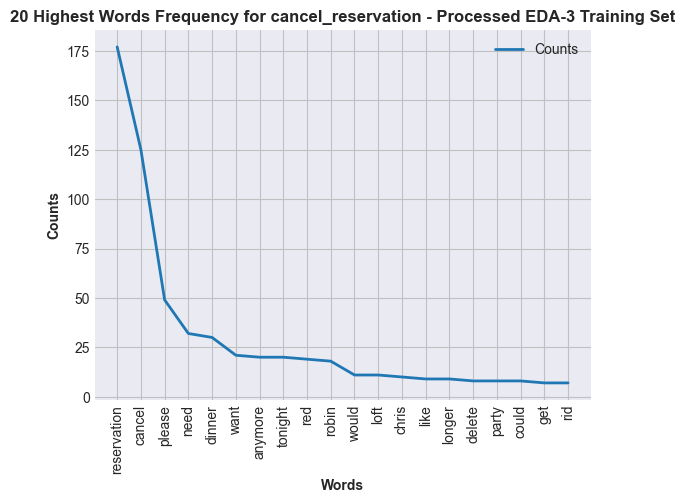 20 Highest Words Frequency for cancel_reservation - Processed EDA-3 Training Set
Counts
175
150
125
100
75
50
25
0
Counts
reservation
cancel
please
need
dinner
want
anymore
tonight
red
robin
would
loft
chris
like
longer
delete
party
could
get
rid
Words